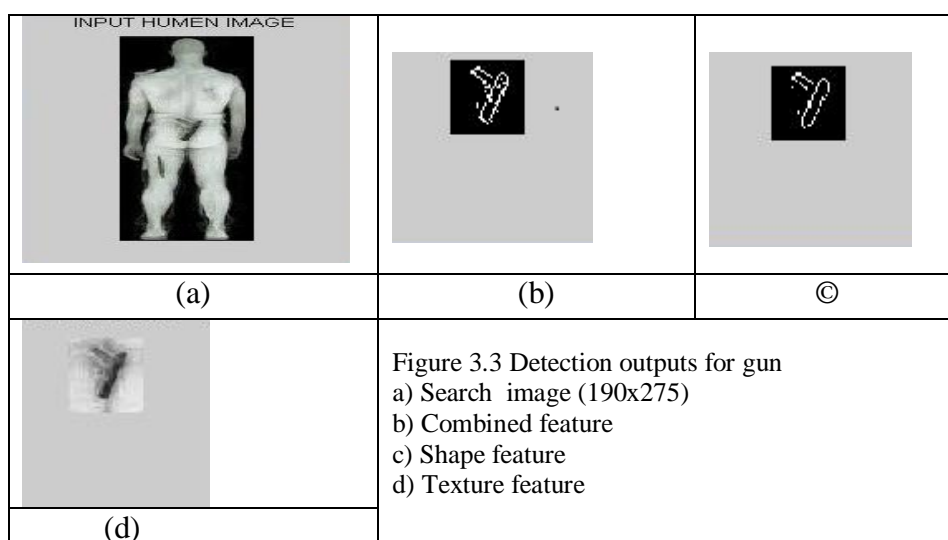 INPUT HUMEN IMAGE
(a)
(b)
©
Figure 3.3 Detection outputs for gun
a) Search image (190x275)
b) Combined feature
c) Shape feature
d) Texture feature
(d)